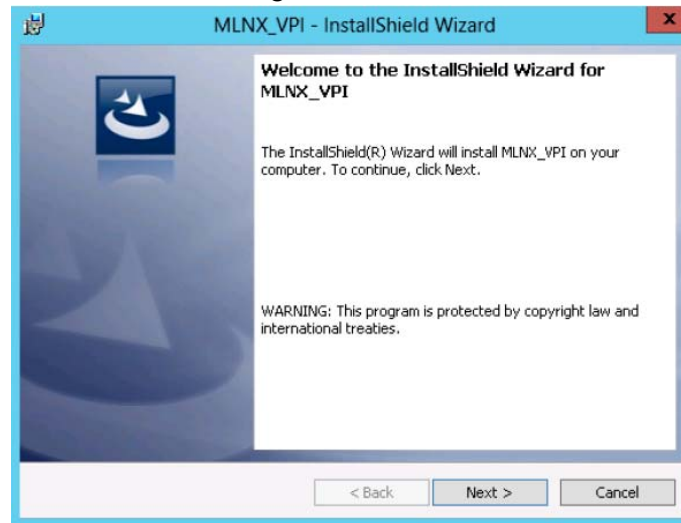 MLNX_VPI - InstallShield Wizard
x
Welcome to the InstallShield Wizard for
MLNX_VPI
The InstallShield(R) Wizard will install MLNX_VPI on your
computer. To continue, click Next.
WARNING: This program is protected by copyright law and
international treaties.
< Back Next > Cancel